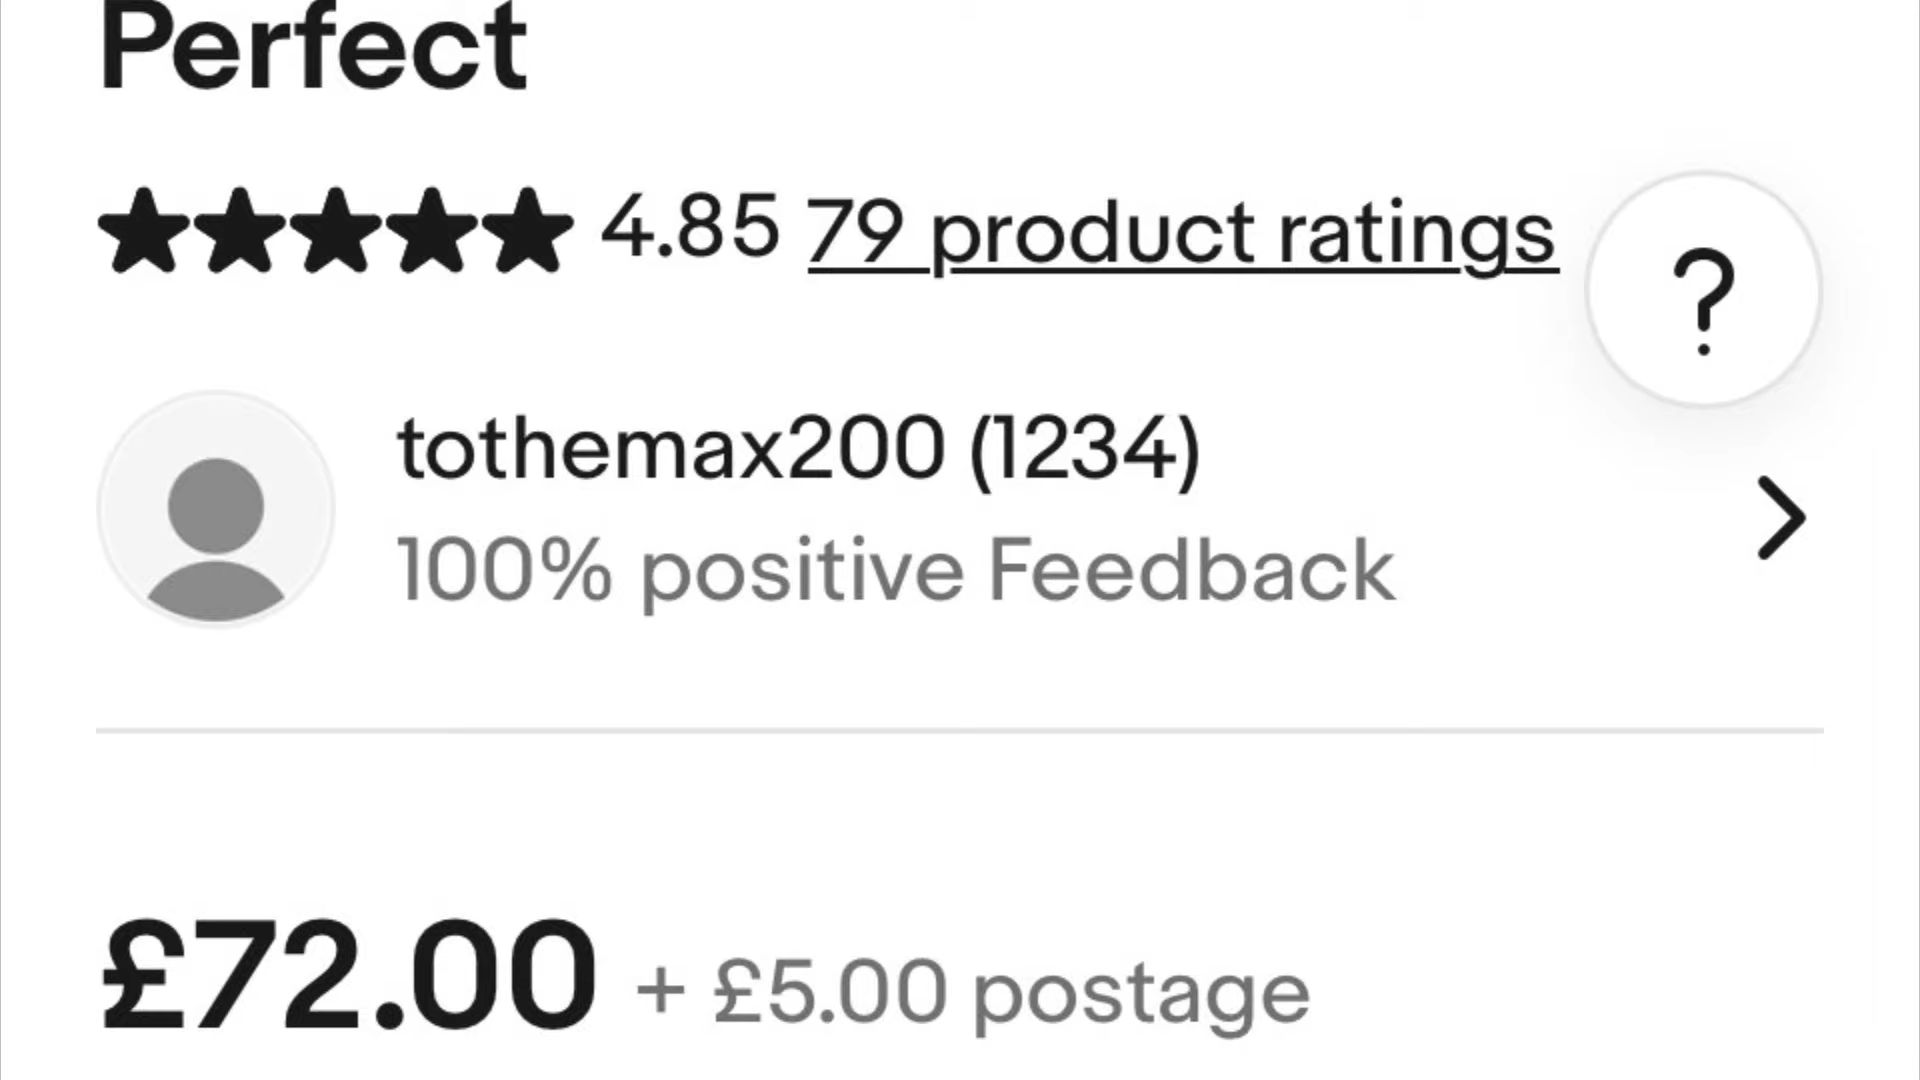 Perfect
4.85 79 product ratings
?
tothemax200 (1234)
100% positive Feedback
£72.00 + £5.00 postage